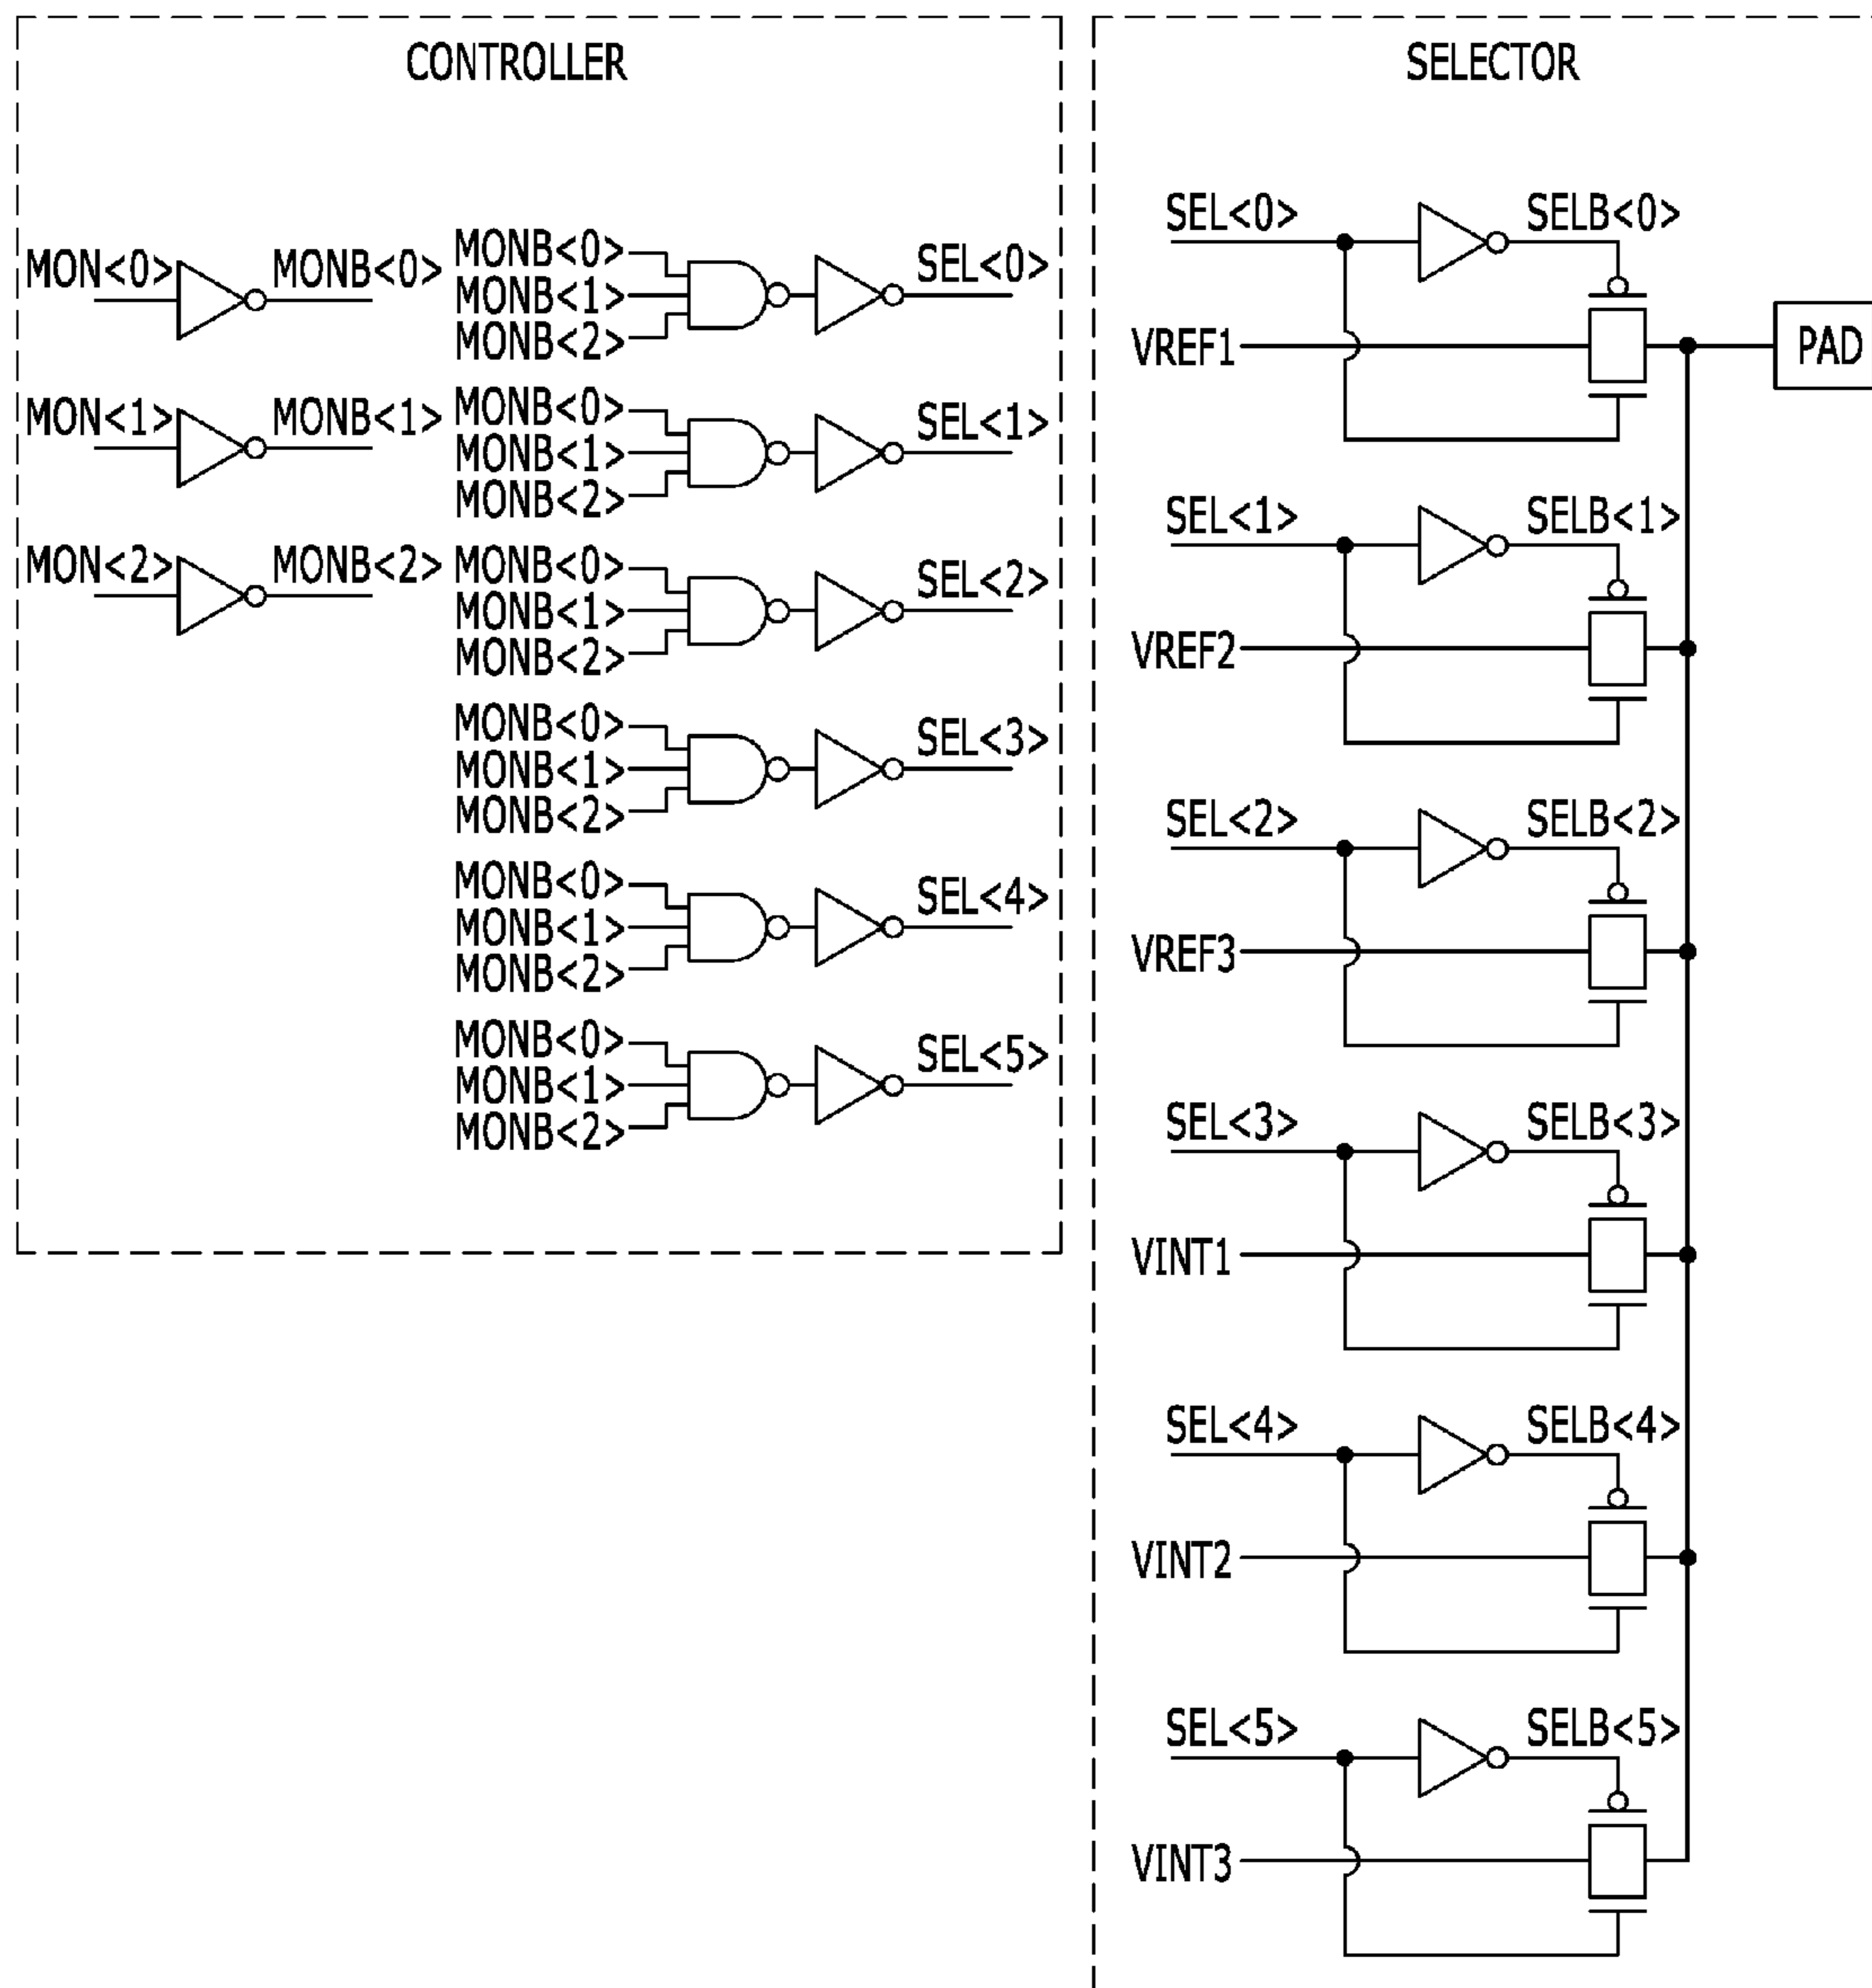 CONTROLLER
MON<0>
MONB<0>
MON<1>
MONB<1>
MON<2>
MONB<2>
MONB<0>
MONB<1>
MONB<2>
SEL<0>
MONB<0>
MONB<1>
MONB<2>
SEL<1>
MONB<0>
MONB<1>
MONB<2>
SEL<2>
MONB<0>
MONB<1>
MONB<2>
SEL<3>
MONB<0>
MONB<1>
MONB<2>
SEL<4>
MONB<0>
MONB<1>
MONB<2>
SEL<5>
SELECTOR
SEL<0>
SELB<0>
VREF1
PAD
SEL<1>
SELB<1>
VREF2
SEL<2>
SELB<2>
VREF3
SEL<3>
SELB<3>
VINT1
SEL<4>
SELB<4>
VINT2
SEL<5>
SELB<5>
VINT3